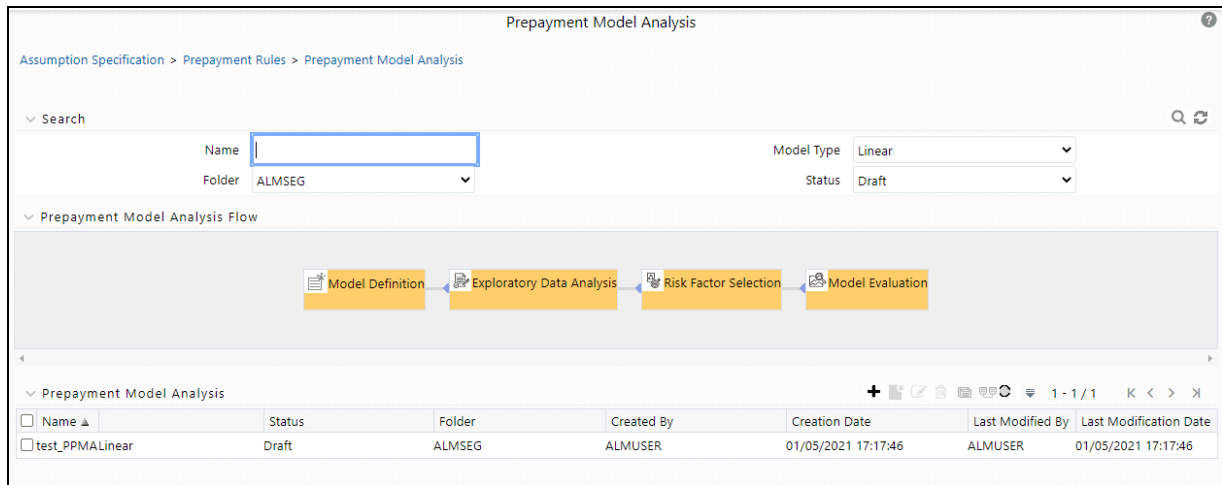 Prepayment Model Analysis
Assumption Specification > Prepayment Rules > Prepayment Model Analysis
Search
Name
Model Type Linear
Folder ALMSEG
Status Draft
Prepayment Model Analysis Flow
Model Definition Exploratory Data Analysis Risk Factor Selection Model Evaluation
Prepayment Model Analysis 1 - 1 / 1
Name Status Folder Created By Creation Date Last Modified By Last Modification Date
test_PPMALinear Draft ALMSEG ALMUSER 01/05/2021 17:17:46 ALMUSER 01/05/2021 17:17:46